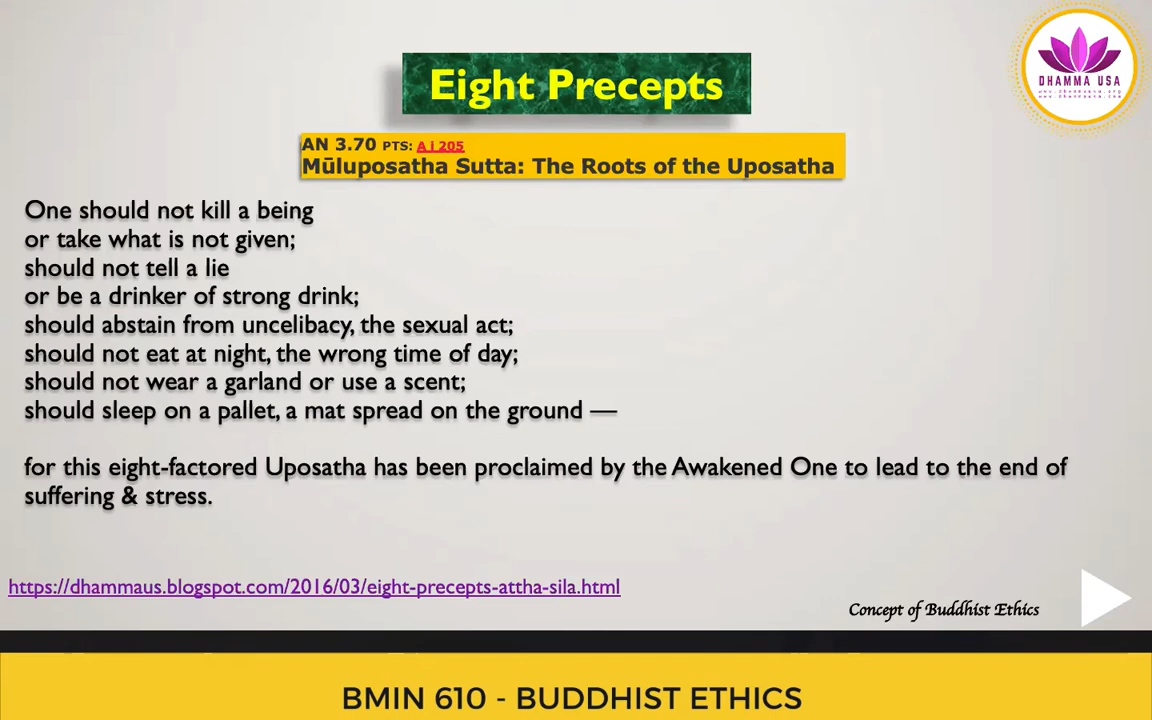 Eight Precepts
DHAMMA USA
AN 3.70 PTS: A i 205
Mūluposatha Sutta: The Roots of the Uposatha
One should not kill a being
or take what is not given;
should not tell a lie
or be a drinker of strong drink;
should abstain from uncelibacy, the sexual act;
should not eat at night, the wrong time of day;
should not wear a garland or use a scent;
should sleep on a pallet, a mat spread on the ground —
for this eight-factored Uposatha has been proclaimed by the Awakened One to lead to the end of
suffering & stress.
https://dhammaus.blogspot.com/2016/03/eight-precepts-attha-sila.html
Concept of Buddhist Ethics
BMIN 610 - BUDDHIST ETHICS